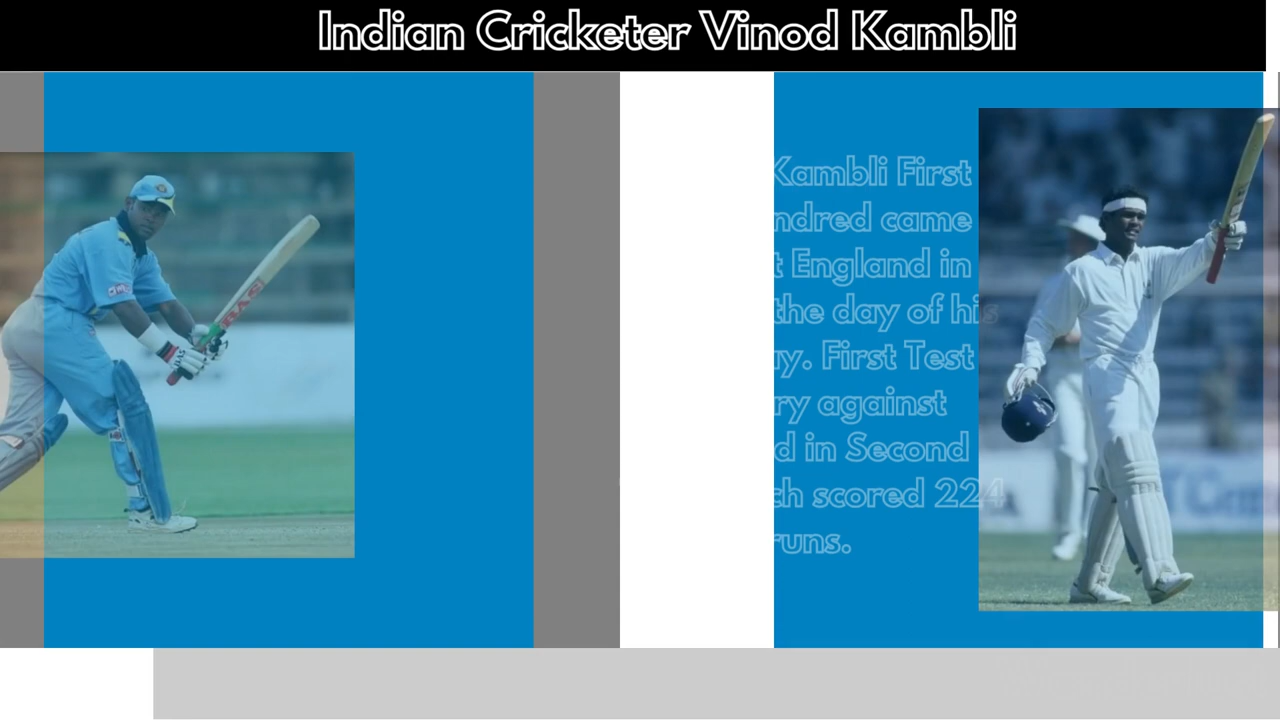 Indian Cricketer Vinod Kambli
Kambli First
ndred came
t England in
the day of his
y. First Test
ry against
d in Second
ch scored 224
runs.